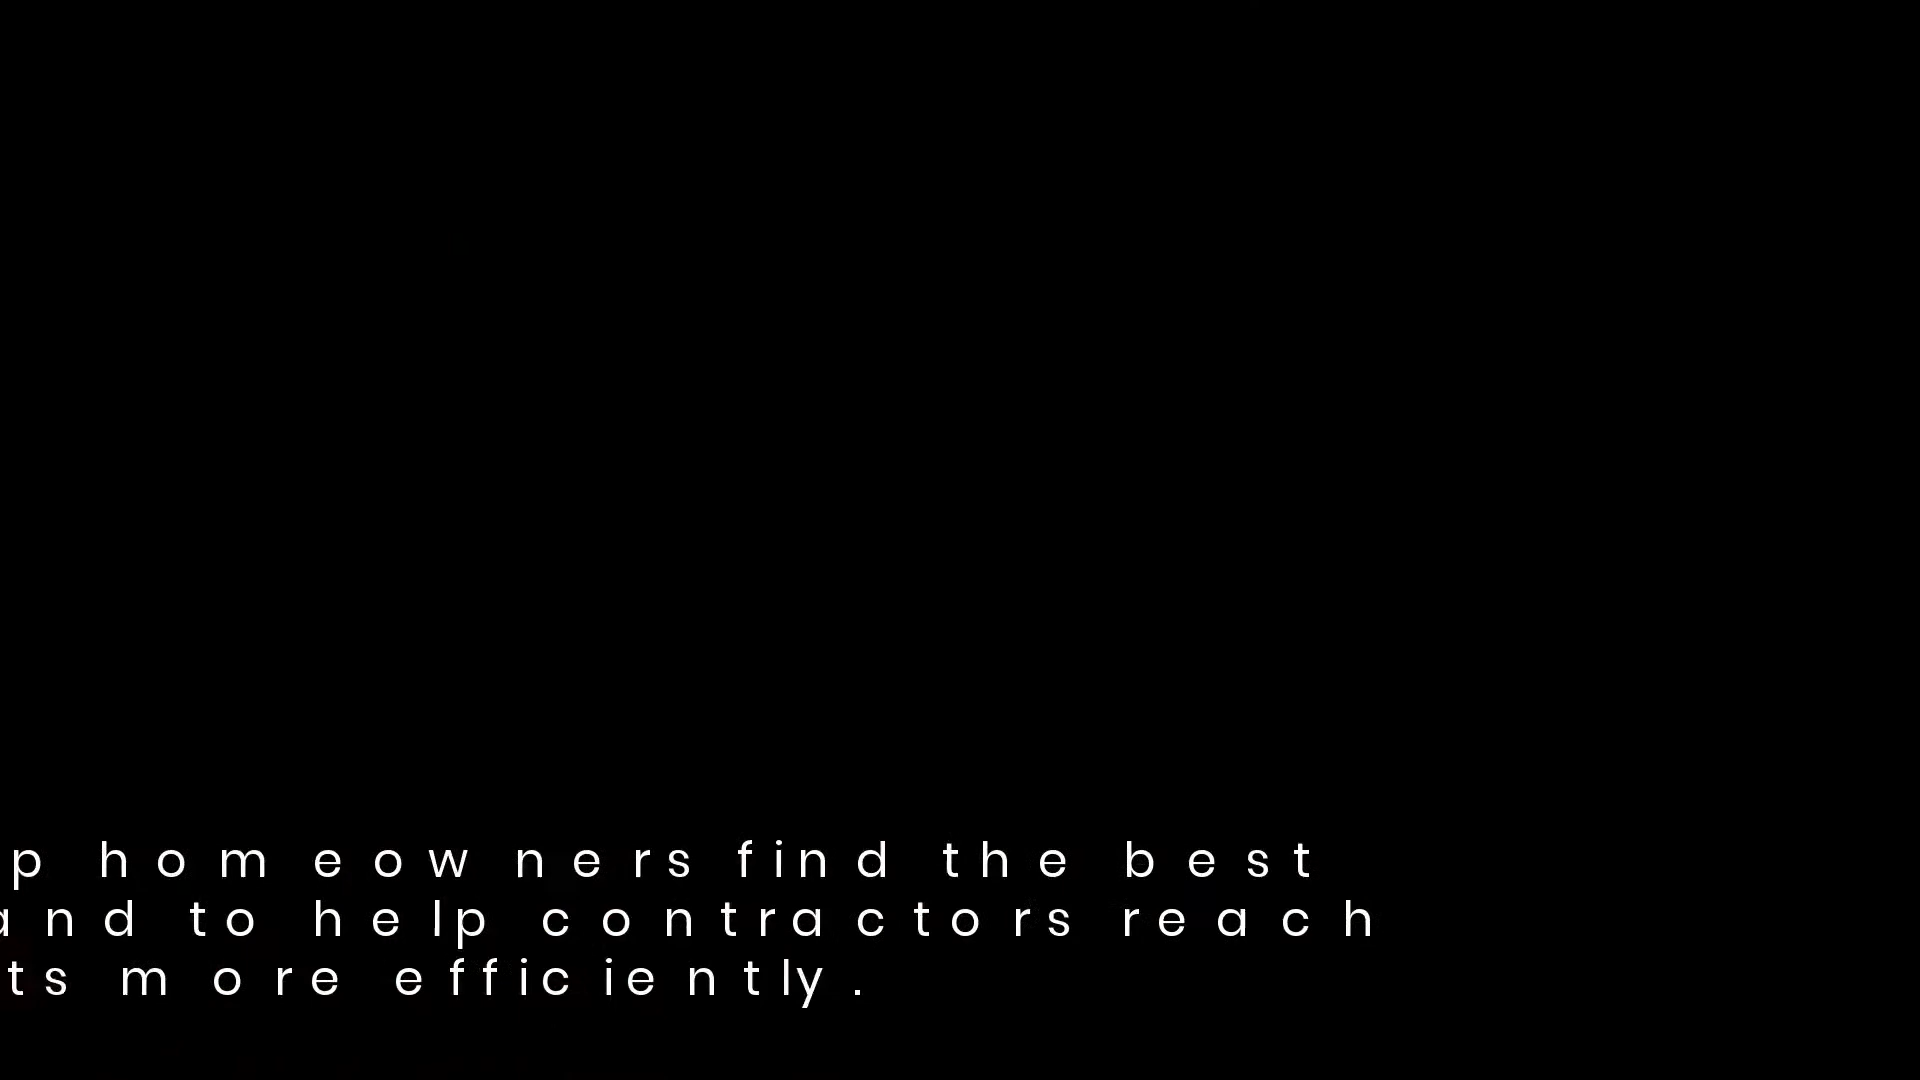 p homeowners find the best
and to help contractors reach
ts more efficiently.